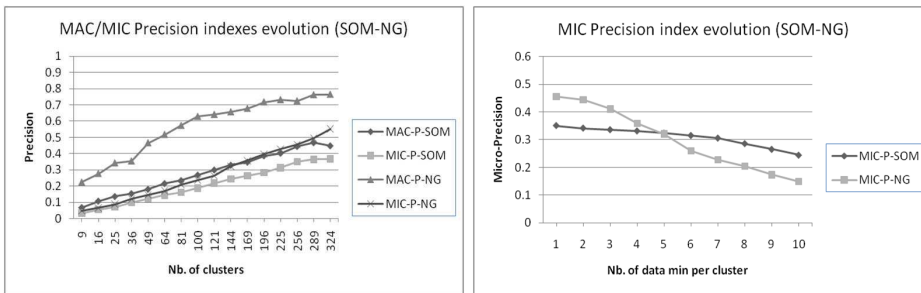 MAC/MIC Precision indexes evolution (SOM-NG)
Precision
1
0.9
0.8
0.7
0.6
0.5
0.4
0.3
0.2
0.1
0
9
16
25
36
49
64
81
100
121
144
169
196
225
256
289
324
Nb. of clusters
MAC-P-SOM
MIC-P-SOM
MAC-P-NG
MIC-P-NG
MIC Precision index evolution (SOM-NG)
Micro-Precision
0.6
0.5
0.4
0.3
0.2
0.1
0
1 2 3 4 5 6 7 8 9 10
Nb. of data min per cluster
MIC-P-SOM
MIC-P-NG